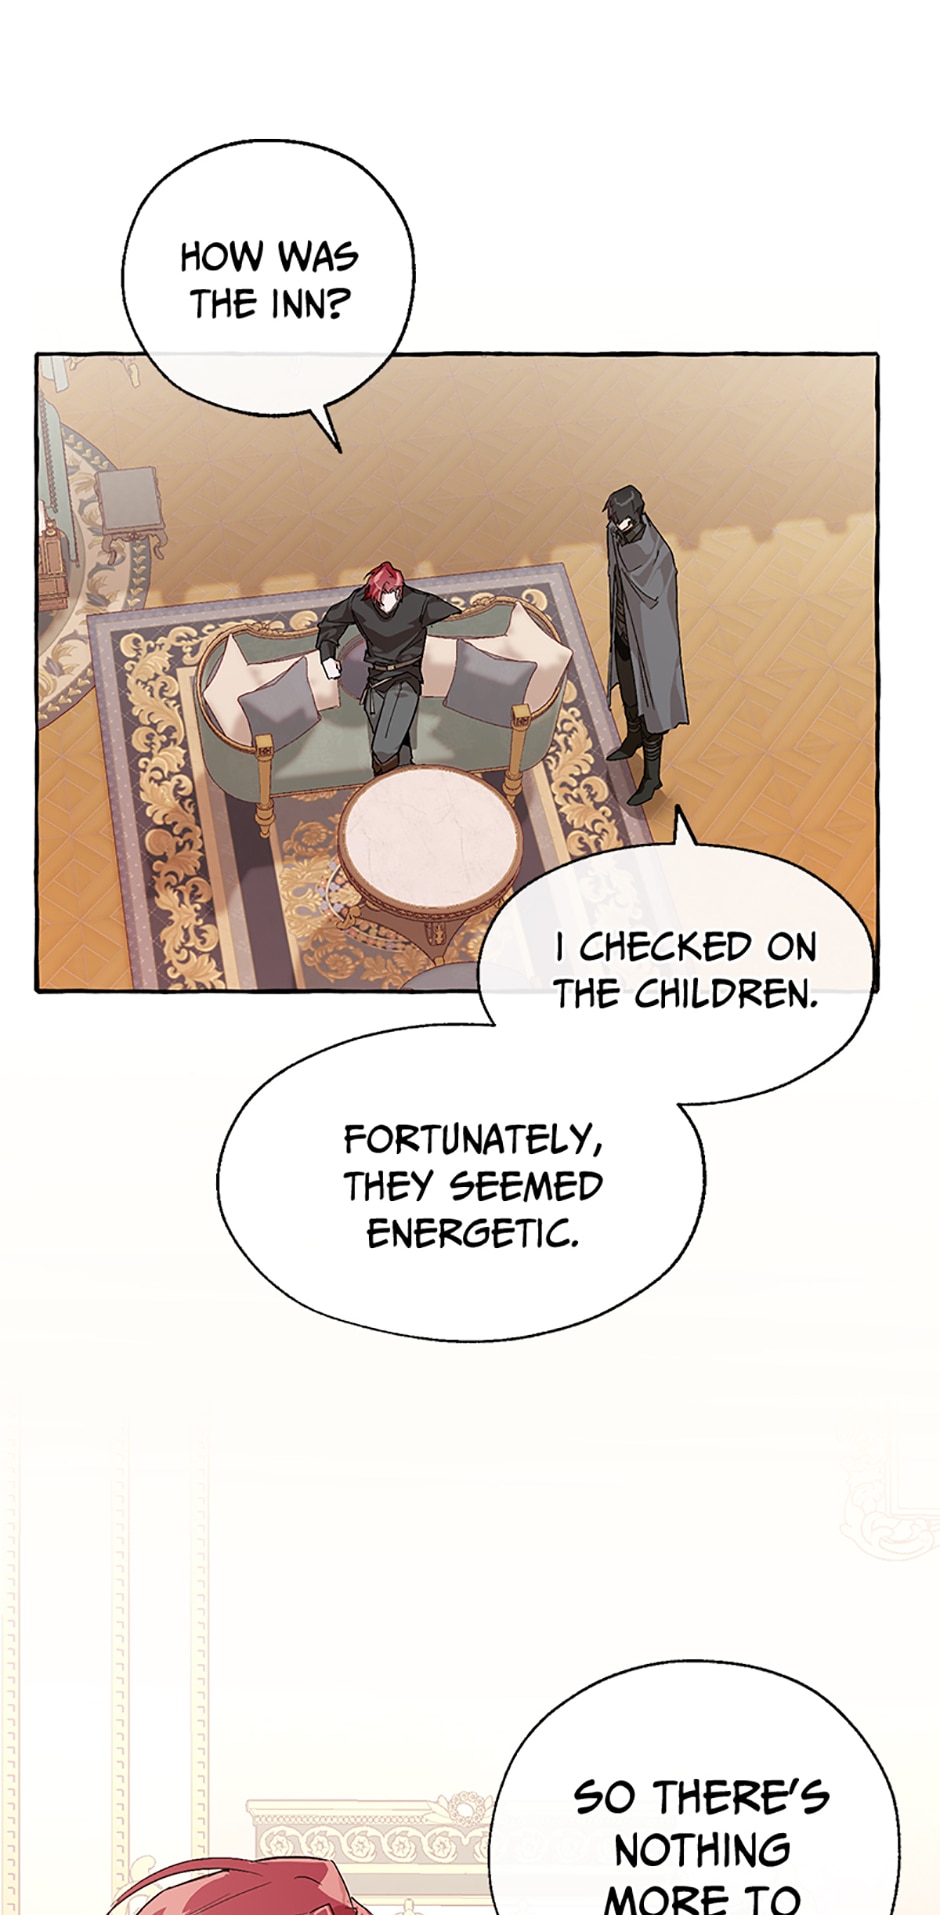 HOW WAS
THE INN?
I CHECKED ON
THE CHILDREN.
FORTUNATELY,
THEY SEEMED
ENERGETIC.
SO THERE'S
NOTHING
MORE TO